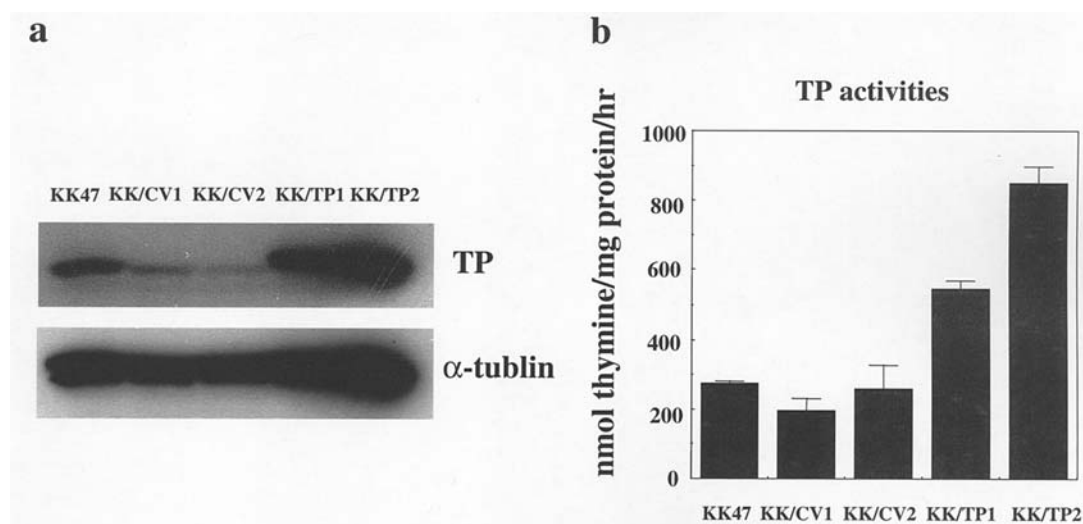 a
KK47 KK/CV1 KK/CV2 KK/TP1 KK/TP2
TP
α-tublin
b
TP activities
nmol thymine/mg protein/hr
1000
800
600
400
200
0
KK47 KK/CV1 KK/CV2 KK/TP1 KK/TP2